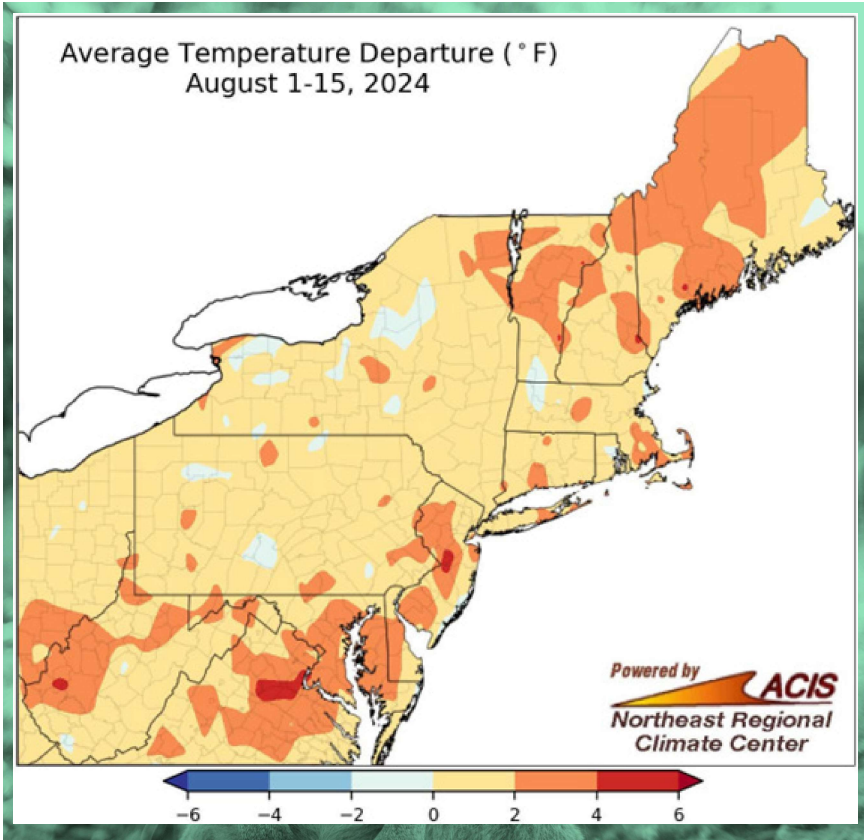 Average Temperature Departure (°F)
August 1-15, 2024
Powered by
ACIS
Northeast Regional
Climate Center
−6 −4 −2 0 2 4 6